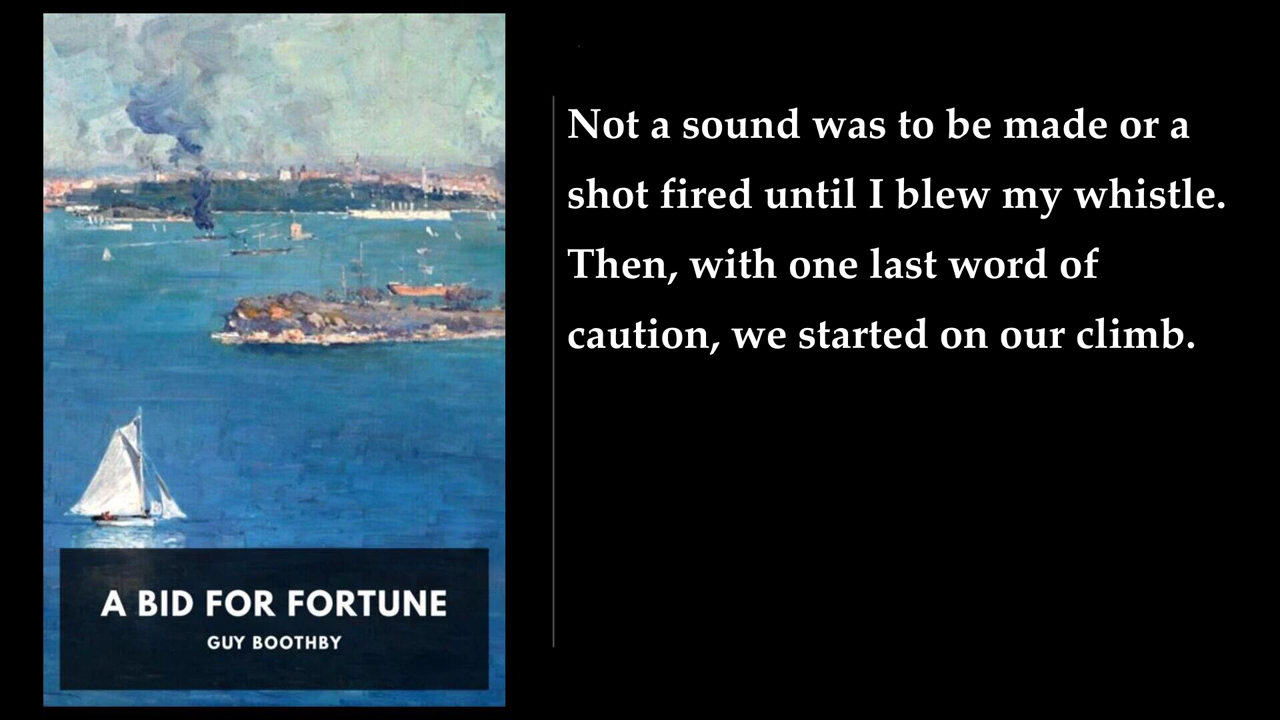 Not a sound was to be made or a
shot fired until I blew my whistle.
Then, with one last word of
caution, we started on our climb.
A BID FOR FORTUNE
GUY BOOTHBY